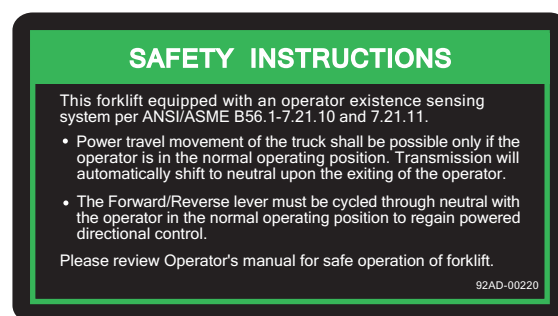 SAFETY INSTRUCTIONS
This forklift equipped with an operator existence sensing
system per ANSI/ASME B56.1-7.21.10 and 7.21.11.
• Power travel movement of the truck shall be possible only if the
operator is in the normal operating position. Transmission will
automatically shift to neutral upon the exiting of the operator.
• The Forward/Reverse lever must be cycled through neutral with
the operator in the normal operating position to regain powered
directional control.
Please review Operator's manual for safe operation of forklift.
92AD-00220